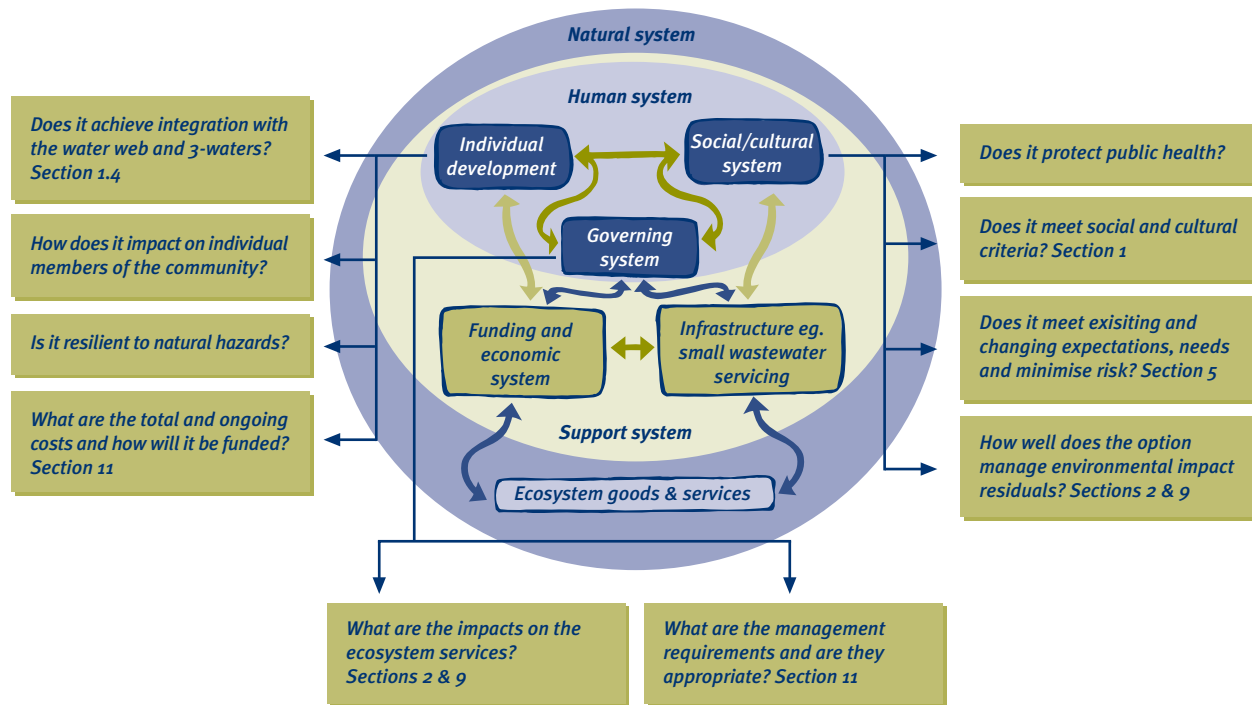 Natural system
Human system
Individual
development
Social/cultural
system
Governing
system
Funding and
economic
system
Infrastructure eg.
small wastewater
servicing
Support system
Ecosystem goods & services
Does it achieve integration with
the water web and 3-waters?
Section 1.4
How does it impact on individual
members of the community?
Is it resilient to natural hazards?
What are the total and ongoing
costs and how will it be funded?
Section 11
Does it protect public health?
Does it meet social and cultural
criteria? Section 1
Does it meet exisiting and
changing expectations, needs
and minimise risk? Section 5
How well does the option
manage environmental impact
residuals? Sections 2 & 9
What are the impacts on the
ecosystem services?
Sections 2 & 9
What are the management
requirements and are they
appropriate? Section 11